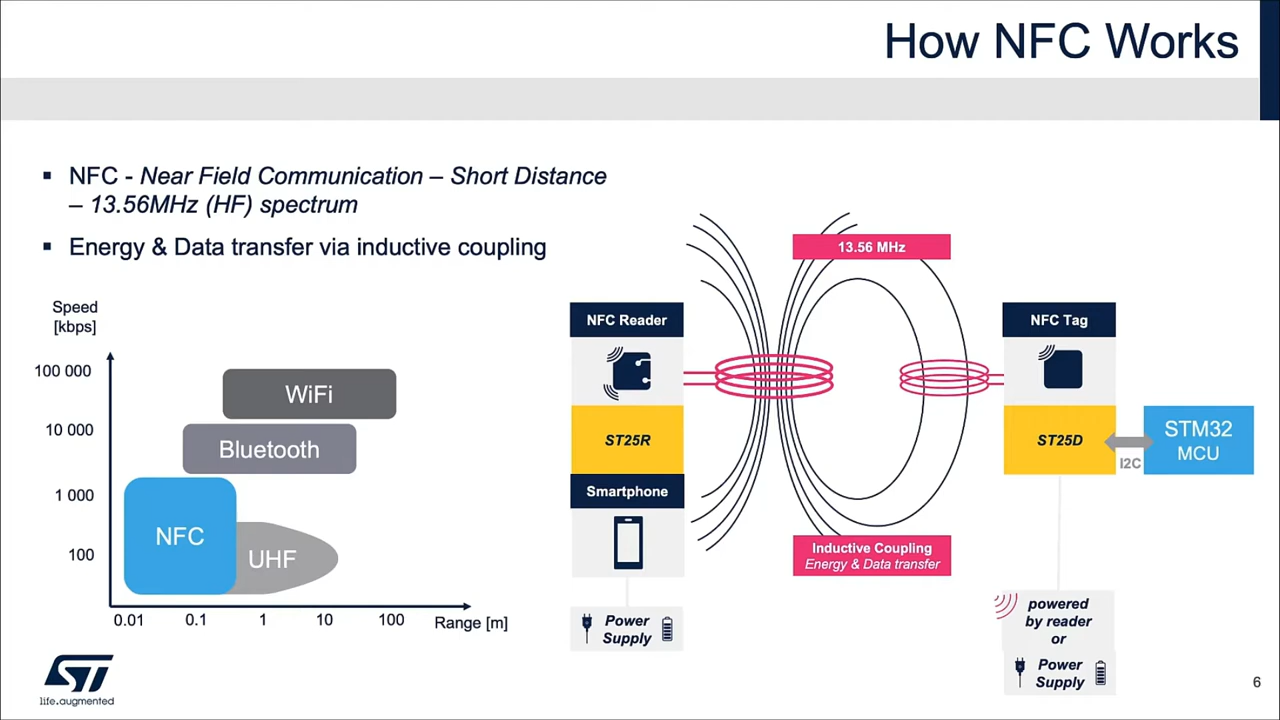 How NFC Works
▪ NFC - Near Field Communication – Short Distance
– 13.56MHz (HF) spectrum
▪ Energy & Data transfer via inductive coupling
Speed
[kbps]
100 000
10 000
1 000
100
WiFi
Bluetooth
NFC
UHF
0.01
0.1
1
10
100
Range [m]
NFC Reader
ST25R
Smartphone
Power
Supply
13.56 MHz
Inductive Coupling
Energy & Data transfer
NFC Tag
ST25D
I2C
STM32
MCU
powered
by reader
or
Power
Supply
ST
life.augmented
6